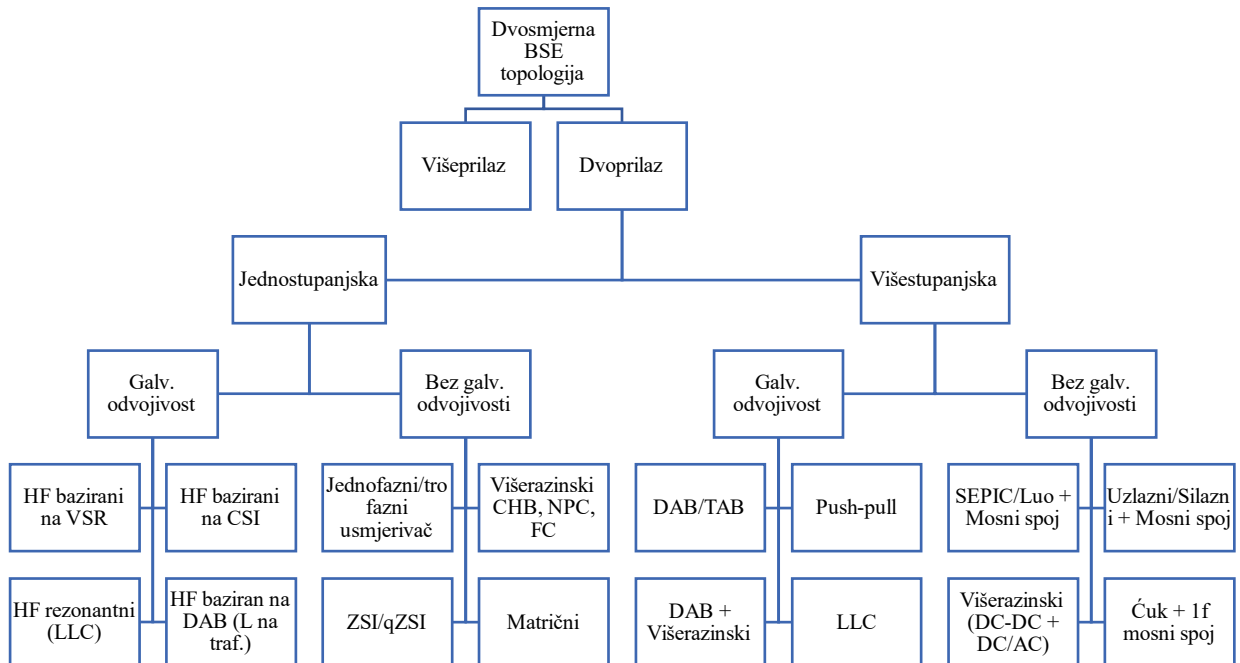 Dvosmjerna
BSE
topologija
Višeprilaz
Dvoprilaz
Jednostupanjska
Višestupanjska
Galv.
odvojivost
Bez galv.
odvojivosti
Galv.
odvojivost
Bez galv.
odvojivosti
HF bazirani
na VSR
HF bazirani
na CSI
Jednofazni/tro
fazni
usmjerivač
Višerazinski
CHB, NPC,
FC
DAB/TAB
Push-pull
SEPIC/Luo +
Mosni spoj
Uzlazni/Silazn
i + Mosni spoj
HF rezonantni
(LLC)
HF baziran na
DAB (L na
traf.)
ZSI/qZSI
Matrični
DAB +
Višerazinski
LLC
Višerazinski
(DC-DC +
DC/AC)
Ćuk + 1f
mosni spoj